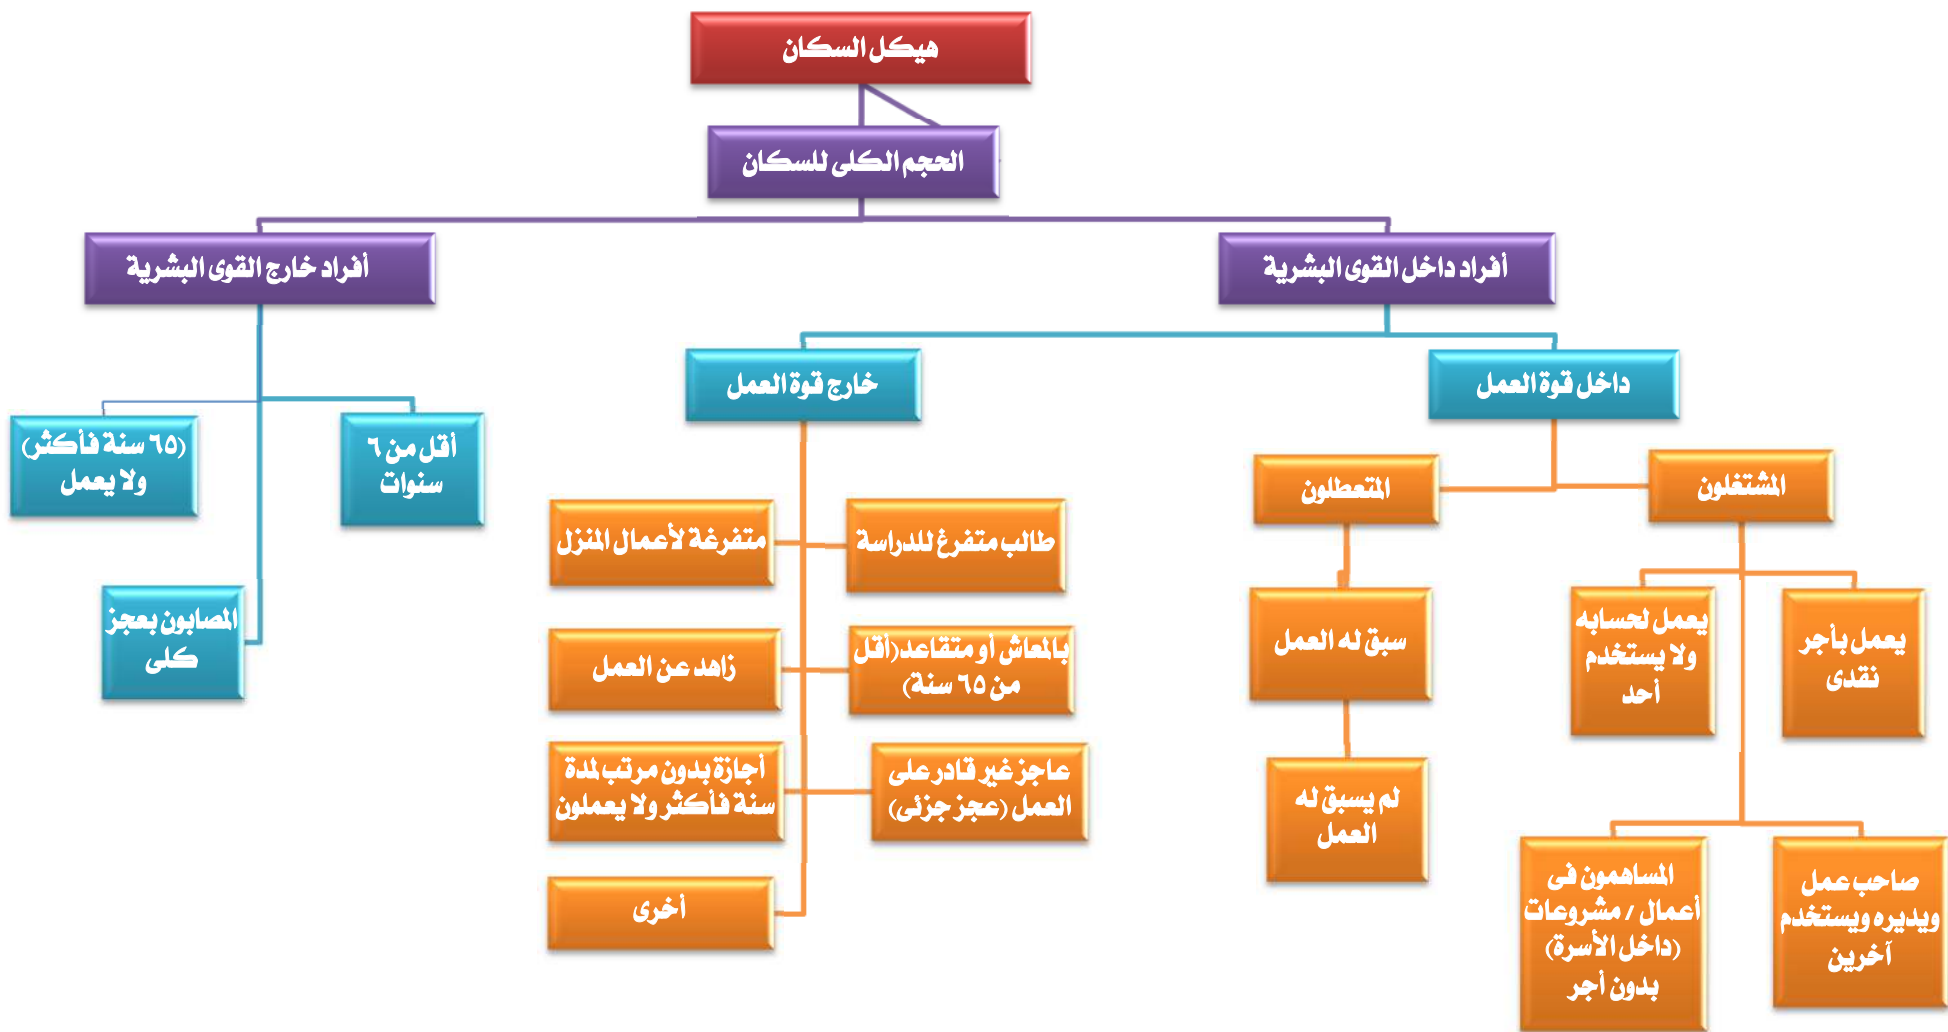 هيكل السكان
الحجم الكلى للسكان
أفراد داخل القوى البشرية
أفراد خارج القوى البشرية
داخل قوة العمل
خارج قوة العمل
أقل من ٦
سنوات
(٦٥ سنة فأكثر)
ولا يعمل
المصابون بعجز
كلى
المشتغلون
المتعطلون
يعمل بأجر
نقدى
يعمل لحسابه
ولا يستخدم
أحد
صاحب عمل
ويديره ويستخدم
آخرين
المساهمون فى
أعمال / مشروعات
(داخل الأسرة)
بدون أجر
سبق له العمل
لم يسبق له
العمل
طالب متفرغ للدراسة
متفرغة لأعمال المنزل
بالمعاش أو متقاعد (أقل
من ٦٥ سنة)
زاهد عن العمل
عاجز غير قادر على
العمل (عجز جزئى)
أجازة بدون مرتب لمدة
سنة فأكثر ولا يعملون
أخرى